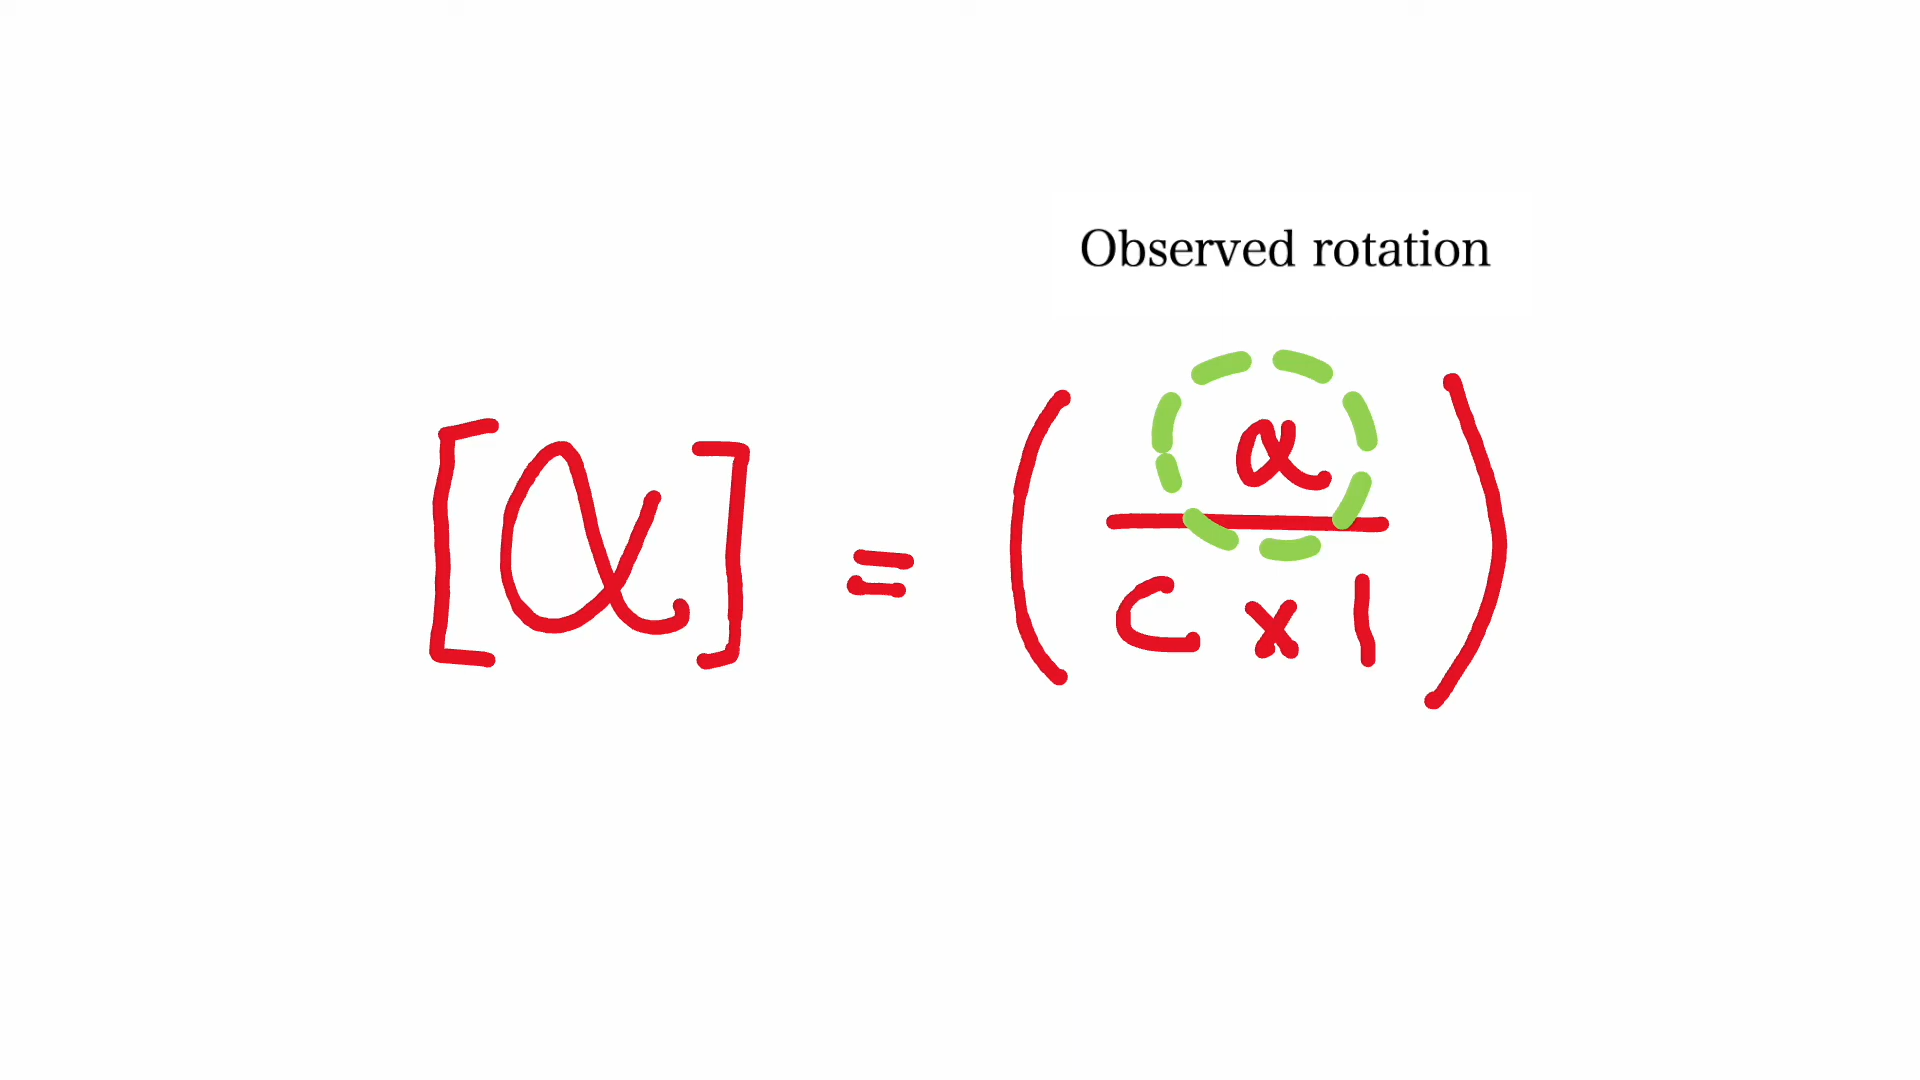 Observed rotation
[α] = (α / c x l)